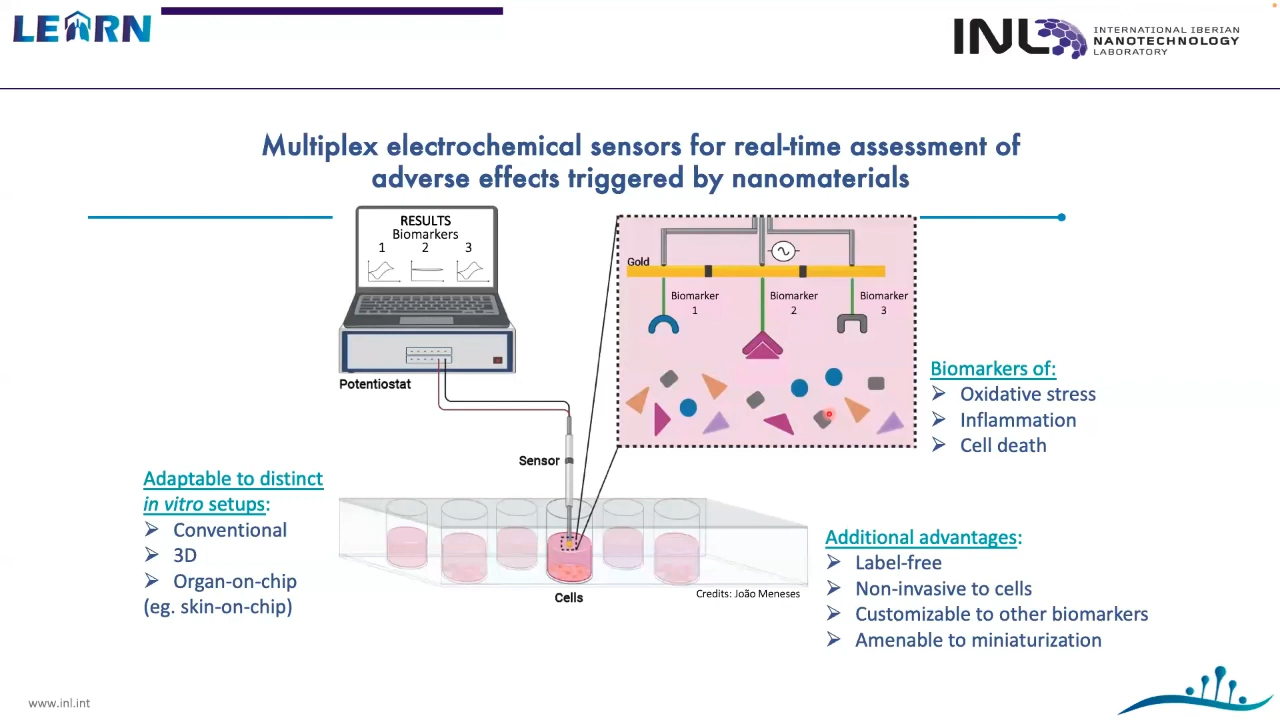 LEARN
INL
INTERNATIONAL IBERIAN
NANOTECHNOLOGY
LABORATORY
Multiplex electrochemical sensors for real-time assessment of
adverse effects triggered by nanomaterials
RESULTS
Biomarkers
1 2 3
Potentiostat
Gold
Biomarker
1
Biomarker
2
Biomarker
3
Sensor
Cells
Credits: João Meneses
Biomarkers of:
➢ Oxidative stress
➢ Inflammation
➢ Cell death
Adaptable to distinct
in vitro setups:
➢ Conventional
➢ 3D
➢ Organ-on-chip
(eg. skin-on-chip)
Additional advantages:
➢ Label-free
➢ Non-invasive to cells
➢ Customizable to other biomarkers
➢ Amenable to miniaturization
www.inl.int